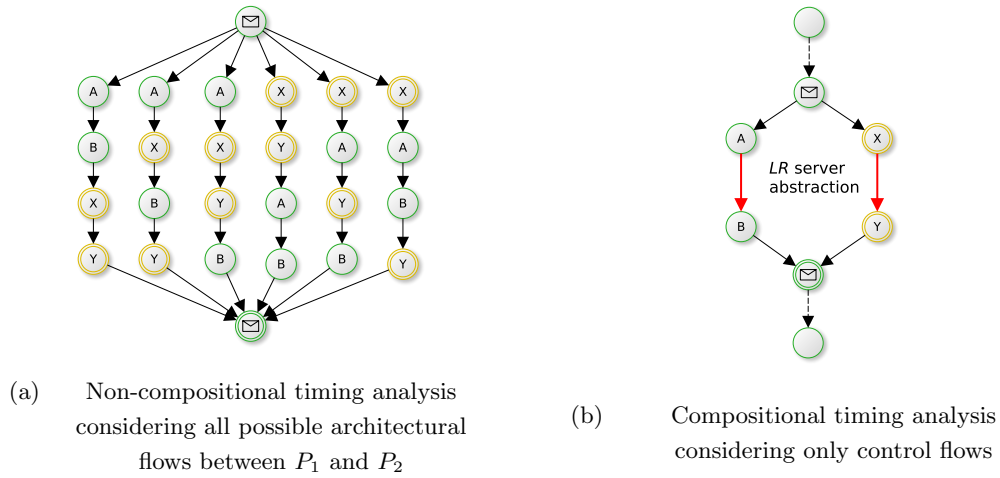 A A A X X X
B X X Y A A
X B Y A Y B
Y Y B B B Y
A X
LR server
abstraction
B Y
(a) Non-compositional timing analysis
considering all possible architectural
flows between P1 and P2
(b) Compositional timing analysis
considering only control flows